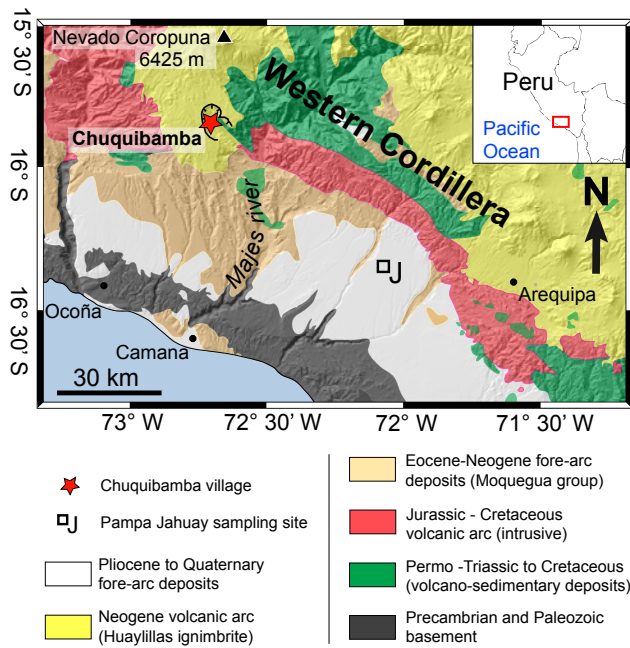 15° 30' S
Nevado Coropuna
6425 m
Peru
Pacific
Ocean
Western Cordillera
Chuquibamba
16° S
N
Majes river
J
Arequipa
Ocoña
16° 30' S
Camana
30 km
73° W
72° 30' W
72° W
71° 30' W
Chuquibamba village
J
Pampa Jahuay sampling site
Pliocene to Quaternary
fore-arc deposits
Neogene volcanic arc
(Huaylillas ignimbrite)
Eocene-Neogene fore-arc
deposits (Moquegua group)
Jurassic - Cretaceous
volcanic arc (intrusive)
Permo -Triassic to Cretaceous
(volcano-sedimentary deposits)
Precambrian and Paleozoic
basement